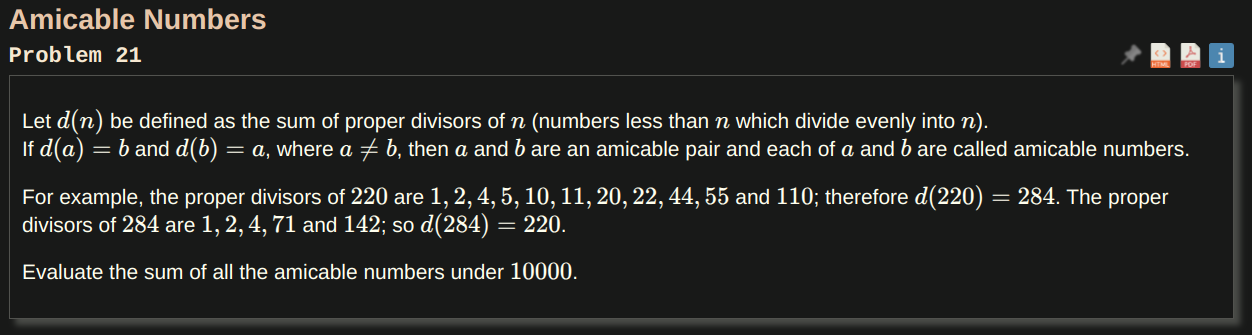 Amicable Numbers
Problem 21
HTML
PDF
i
Let d(n) be defined as the sum of proper divisors of n (numbers less than n which divide evenly into n).
If d(a) = b and d(b) = a, where a ≠ b, then a and b are an amicable pair and each of a and b are called amicable numbers.
For example, the proper divisors of 220 are 1, 2, 4, 5, 10, 11, 20, 22, 44, 55 and 110; therefore d(220) = 284. The proper
divisors of 284 are 1, 2, 4, 71 and 142; so d(284) = 220.
Evaluate the sum of all the amicable numbers under 10000.